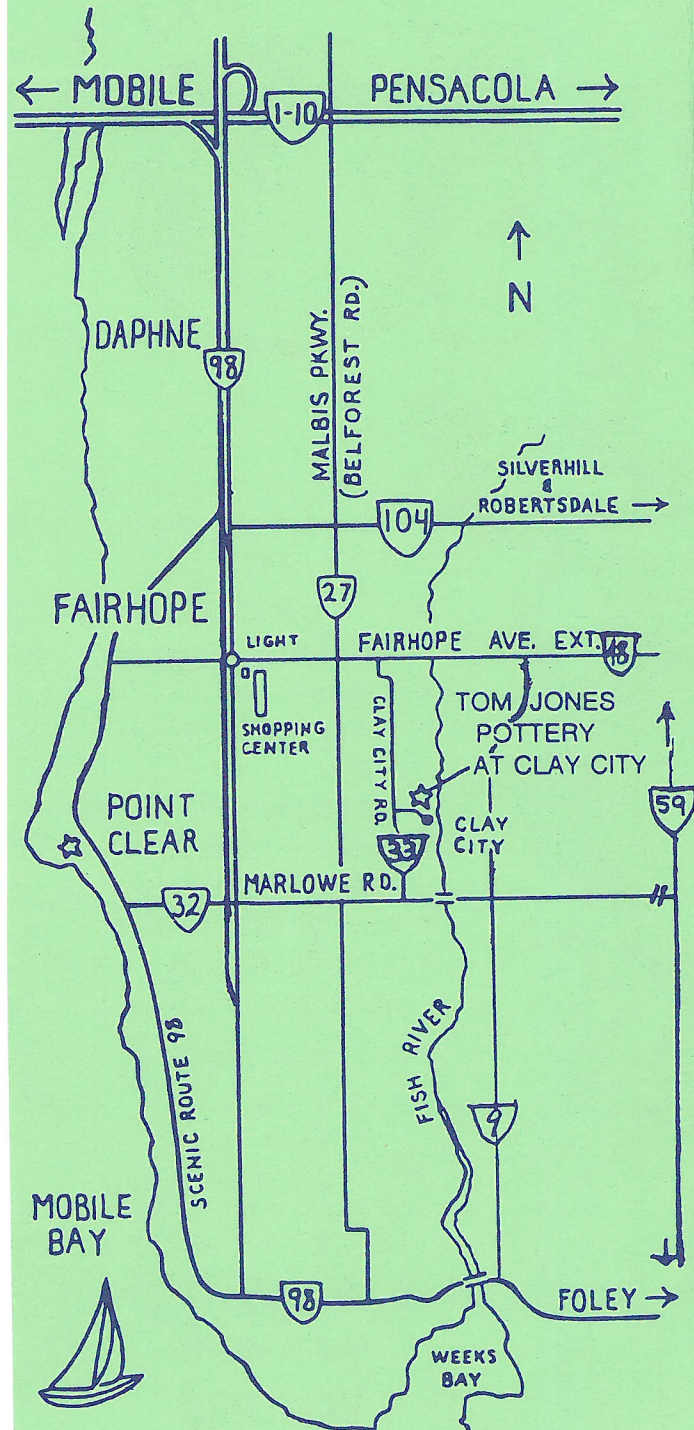 ← MOBILE
PENSACOLA →
I-10
N
DAPHNE
98
MALBIS PKWY.
(BELFOREST RD.)
SILVERHILL
&
ROBERTSDALE →
104
FAIRHOPE
27
LIGHT
FAIRHOPE AVE. EXT.
48
SHOPPING
CENTER
CLAY CITY RD.
TOM JONES
POTTERY
AT CLAY CITY
59
POINT
CLEAR
CLAY
CITY
33
MARLOWE RD.
32
SCENIC ROUTE 98
FISH RIVER
9
MOBILE
BAY
98
FOLEY →
WEEKS
BAY